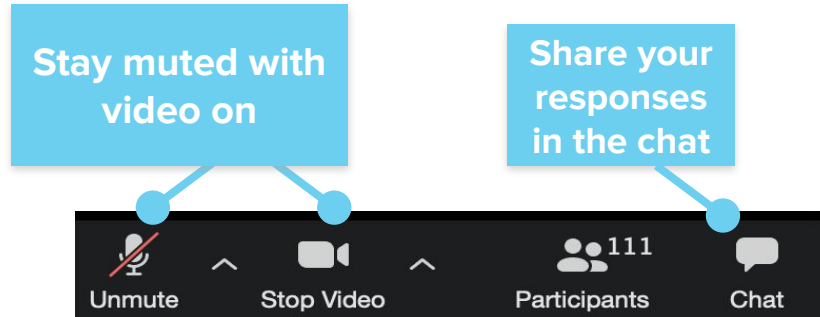 Stay muted with
video on
Share your
responses
in the chat
111
Unmute
Stop Video
Participants
Chat